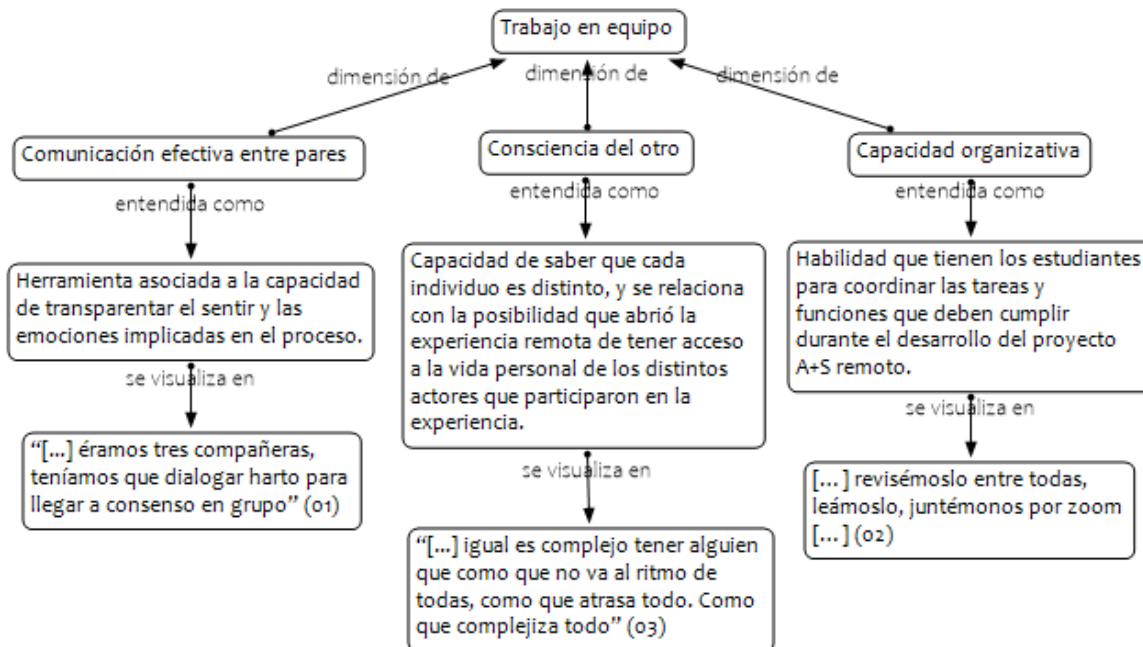 Trabajo en equipo
dimensión de
dimensión de
dimensión de
Comunicación efectiva entre pares
Consciencia del otro
Capacidad organizativa
entendida como
entendida como
entendida como
Herramienta asociada a la capacidad
de transparentar el sentir y las
emociones implicadas en el proceso.
Capacidad de saber que cada
individuo es distinto, y se relaciona
con la posibilidad que abrió la
experiencia remota de tener acceso
a la vida personal de los distintos
actores que participaron en la
experiencia.
Habilidad que tienen los estudiantes
para coordinar las tareas y
funciones que deben cumplir
durante el desarrollo del proyecto
A+S remoto.
se visualiza en
se visualiza en
se visualiza en
“[...] éramos tres compañeras,
teníamos que dialogar harto para
llegar a consenso en grupo” (01)
“[...] igual es complejo tener alguien
que como que no va al ritmo de
todas, como que atrasa todo. Como
que complejiza todo” (03)
[...] revisémoslo entre todas,
leámoslo, juntémonos por zoom
[...] (02)